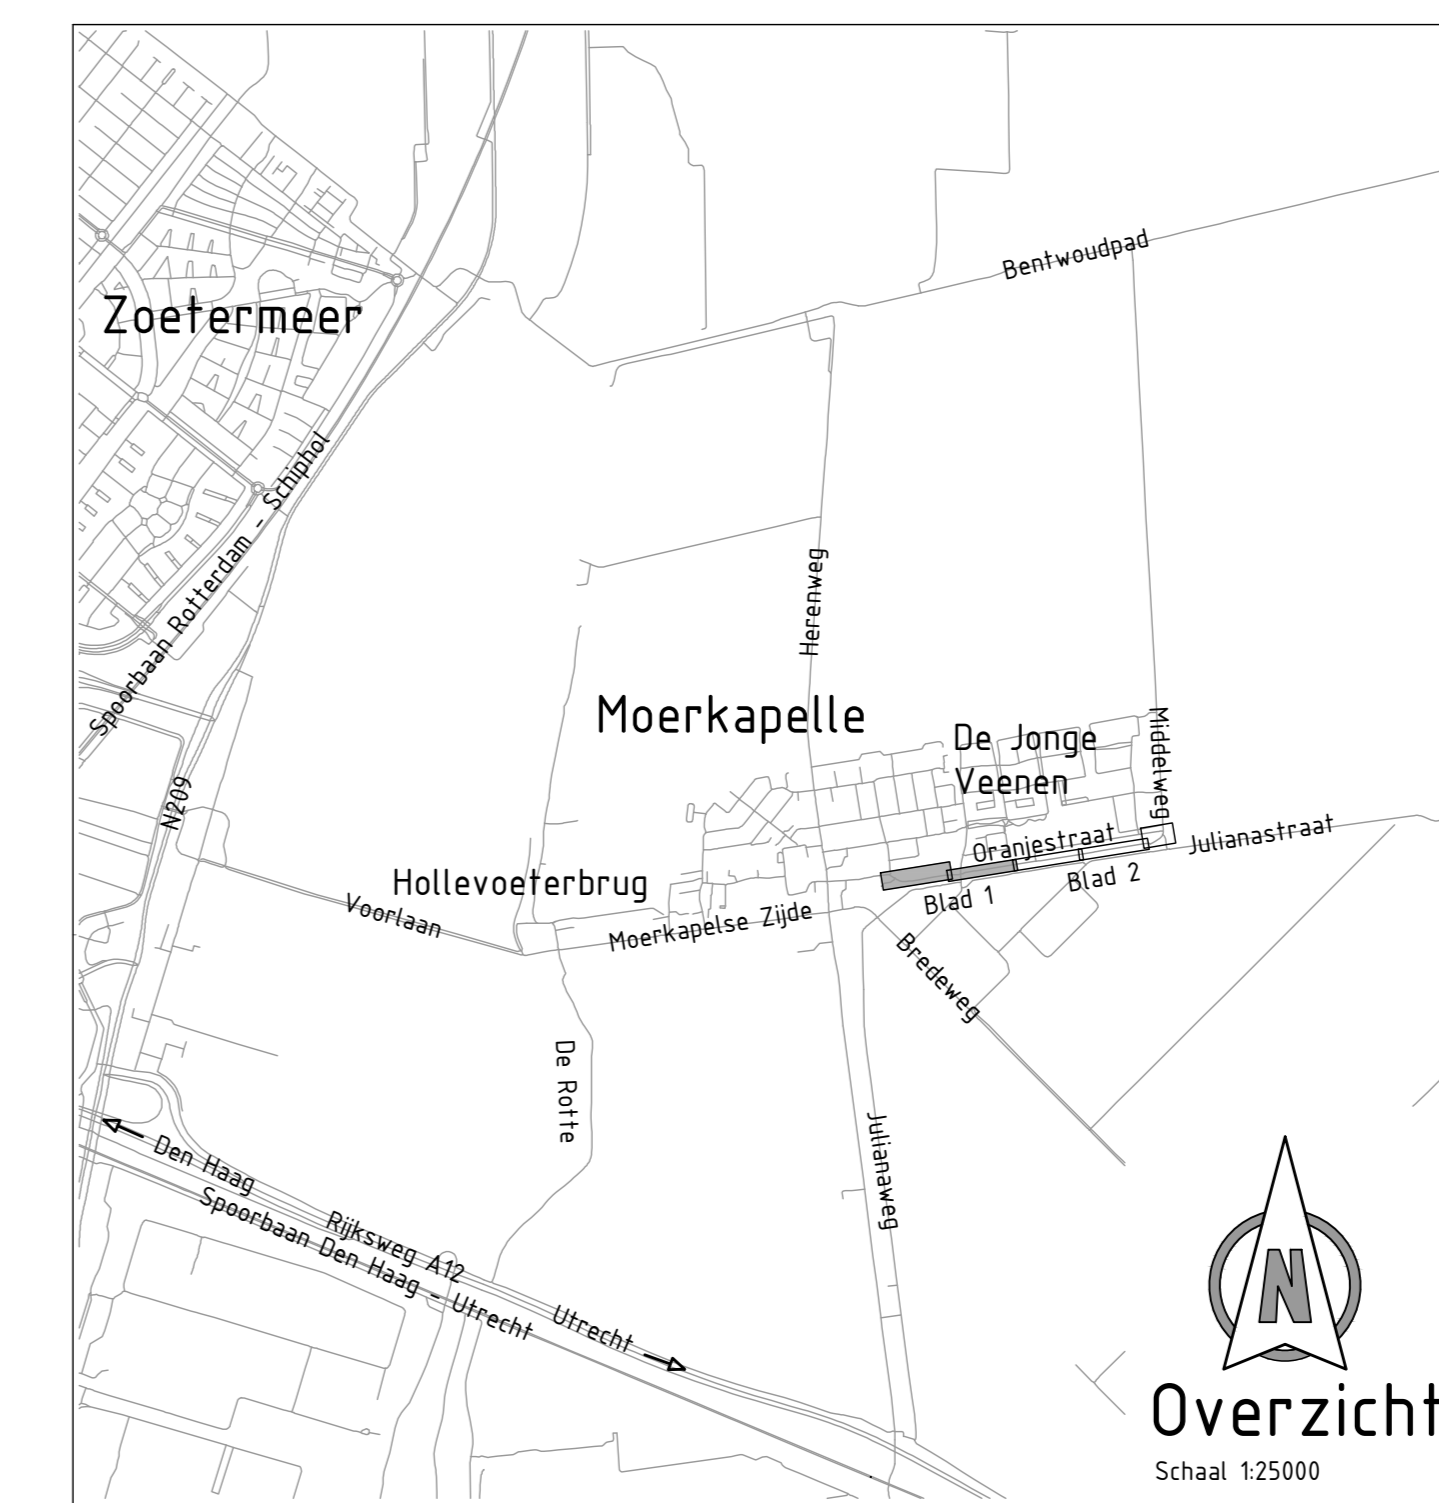 Bentwoudpad
Zoetermeer
Spoorbaan Rotterdam - Schiphol
Herenweg
Moerkapelle
De Jonge
Veenen
Middelweg
N209
Oranjestraat
Julianastraat
Hollevoeterbrug
Blad 2
Blad 1
Voorlaan
Moerkapelse Zijde
Bredeweg
De Rotte
Julianaweg
Den Haag
Rijksweg A12
Spoorbaan Den Haag - Utrecht
Utrecht
N
Overzicht
Schaal 1:25000